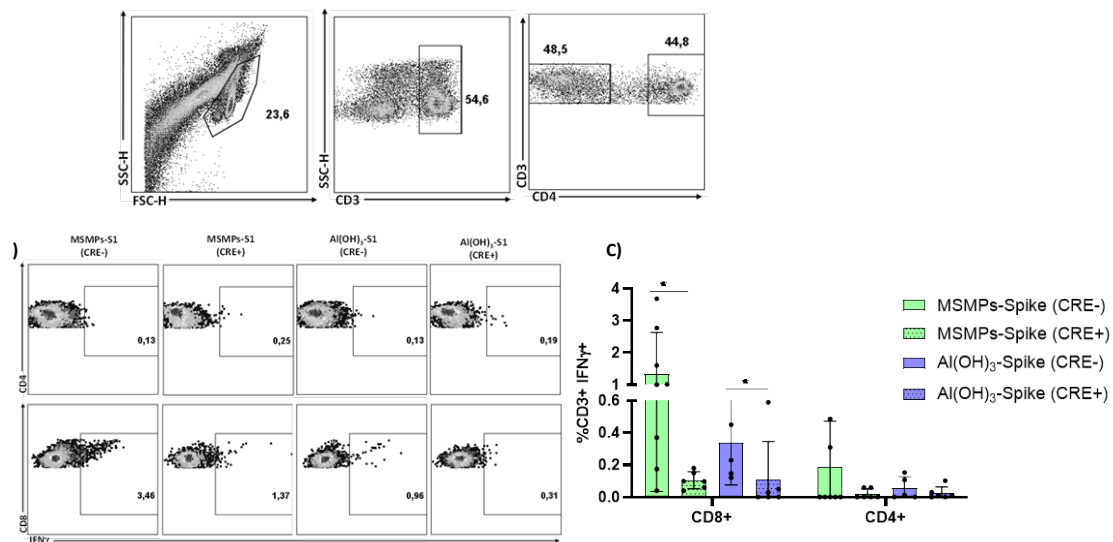 23,6
SSC-H
FSC-H
54,6
SSC-H
CD3
48,5
44,8
CD3
CD4
)
MSMPs-S1
(CRE-)
MSMPs-S1
(CRE+)
Al(OH)₃-S1
(CRE-)
Al(OH)₃-S1
(CRE+)
0,13
0,25
0,13
0,19
CD4
3,46
1,37
0,96
0,31
CD8
IFNγ
C)
%CD3+ IFNγ+
4
3
2
1
0.6
0.4
0.2
0.0
*
*
CD8+
CD4+
MSMPs-Spike (CRE-)
MSMPs-Spike (CRE+)
Al(OH)₃-Spike (CRE-)
Al(OH)₃-Spike (CRE+)